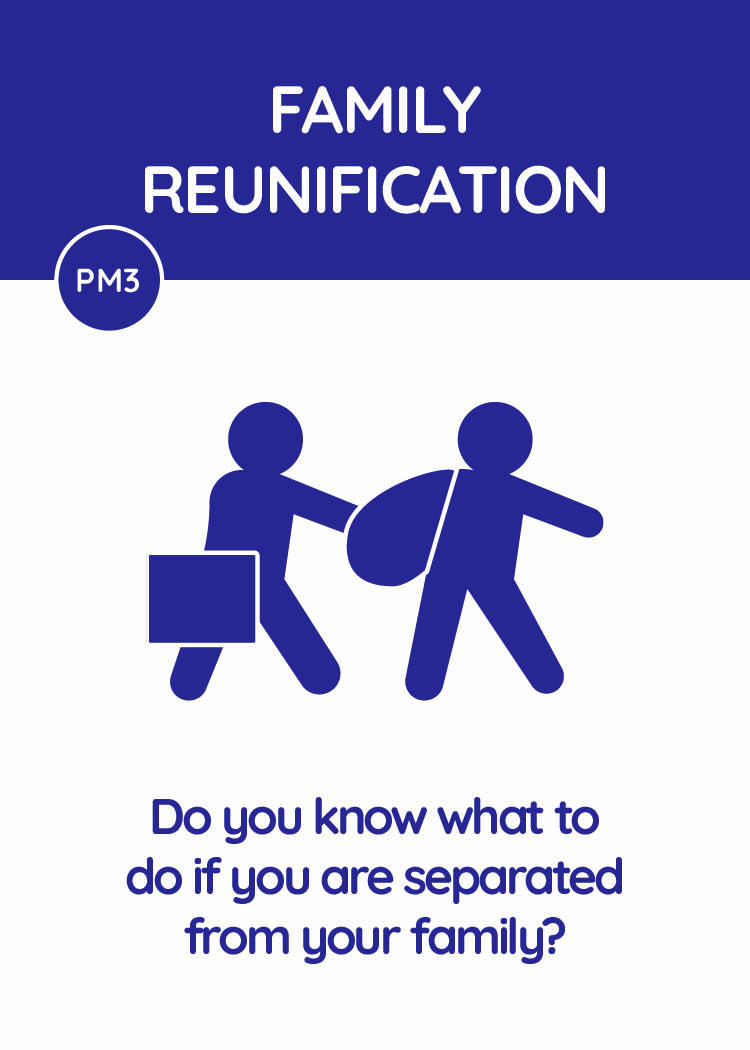 FAMILY
REUNIFICATION
PM3
Do you know what to
do if you are separated
from your family?